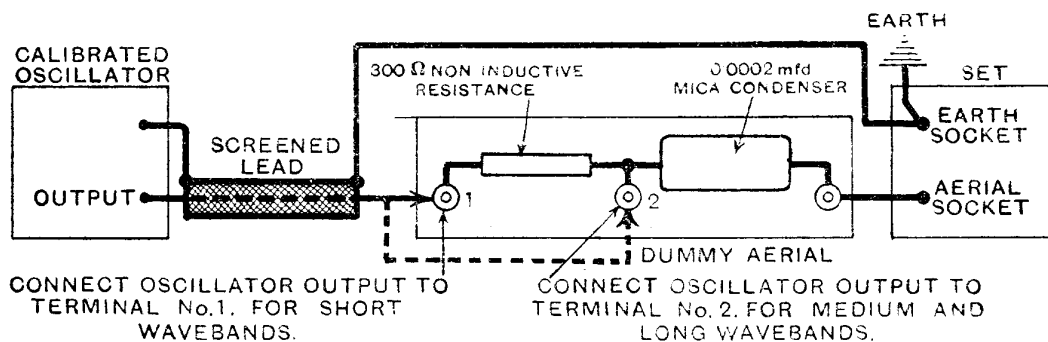 EARTH
CALIBRATED
OSCILLATOR
300 Ω NON INDUCTIVE
RESISTANCE
0.0002 mfd
MICA CONDENSER
SET
EARTH
SOCKET
SCREENED
LEAD
OUTPUT
1
2
AERIAL
SOCKET
DUMMY AERIAL
CONNECT OSCILLATOR OUTPUT TO
TERMINAL No.1. FOR SHORT
WAVEBANDS.
CONNECT OSCILLATOR OUTPUT TO
TERMINAL No. 2. FOR MEDIUM AND
LONG WAVEBANDS.